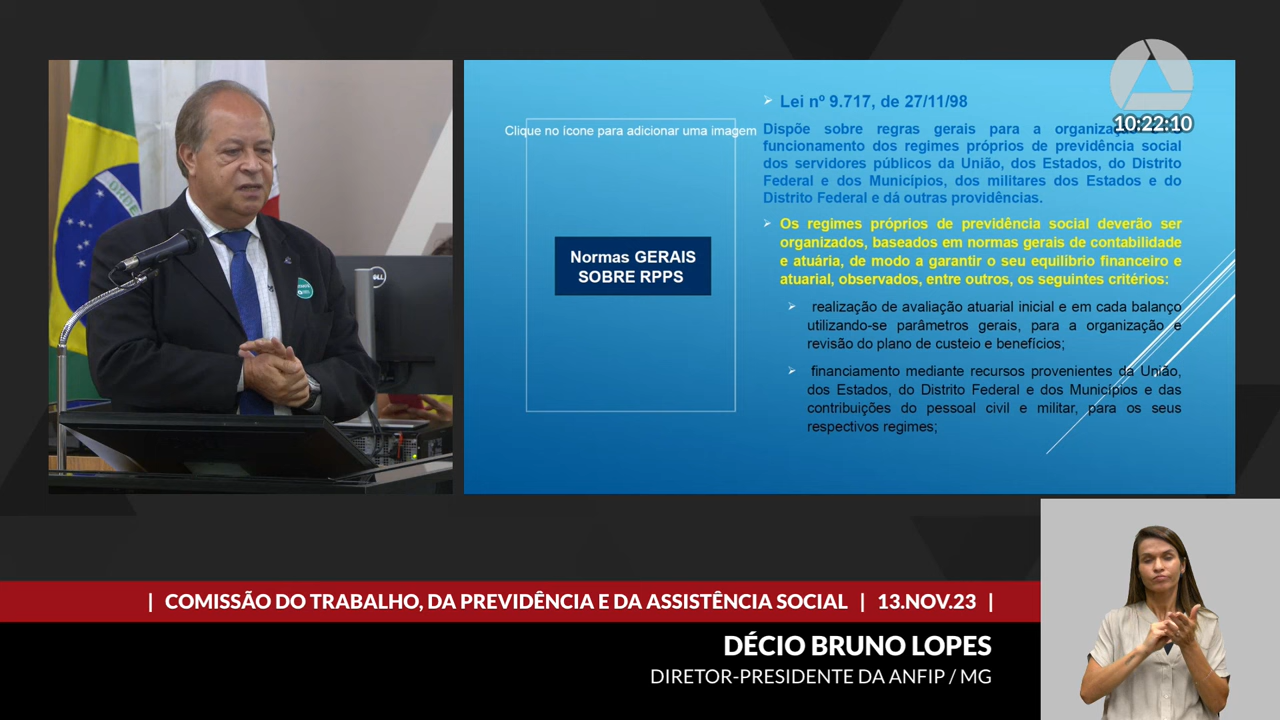 10:22:10
Lei nº 9.717, de 27/11/98
Clique no ícone para adicionar uma imagem
Dispõe sobre regras gerais para a
funcionamento dos regimes próprios de previdência social
dos servidores públicos da União, dos Estados, do Distrito
Federal e dos Municípios, dos militares dos Estados e do
Distrito Federal e dá outras providências.
Os regimes próprios de previdência social deverão ser
organizados, baseados em normas gerais de contabilidade
e atuária, de modo a garantir o seu equilíbrio financeiro e
atuarial, observados, entre outros, os seguintes critérios:
Normas GERAIS
SOBRE RPPS
realização de avaliação atuarial inicial e em cada balanço
utilizando-se parâmetros gerais, para a organização e
revisão do plano de custeio e benefícios;
financiamento mediante recursos provenientes da União,
dos Estados, do Distrito Federal e dos Municípios e das
contribuições do pessoal civil e militar, para os seus
respectivos regimes;
DELL
| COMISSÃO DO TRABALHO, DA PREVIDÊNCIA E DA ASSISTÊNCIA SOCIAL | 13.NOV.23 |
DÉCIO BRUNO LOPES
DIRETOR-PRESIDENTE DA ANFIP / MG